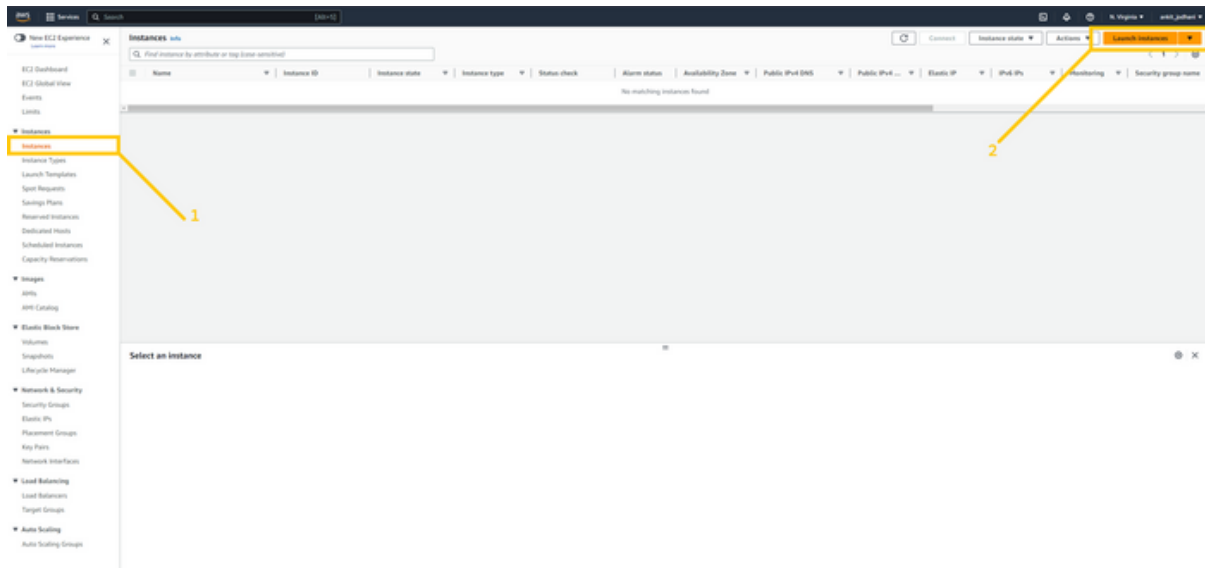 aws Services Search [Alt+S] N. Virginia ankit_jodhani
New EC2 Experience
Learn more
EC2 Dashboard
EC2 Global View
Events
Limits
Instances
Instances
Instance Types
Launch Templates
Spot Requests
Savings Plans
Reserved Instances
Dedicated Hosts
Scheduled Instances
Capacity Reservations
Images
AMIs
AMI Catalog
Elastic Block Store
Volumes
Snapshots
Lifecycle Manager
Network & Security
Security Groups
Elastic IPs
Placement Groups
Key Pairs
Network Interfaces
Load Balancing
Load Balancers
Target Groups
Auto Scaling
Auto Scaling Groups
Instances Info
Connect Instance state Actions Launch instances
Find instance by attribute or tag (case-sensitive)
1
Name Instance ID Instance state Instance type Status check Alarm status Availability Zone Public IPv4 DNS Public IPv4 ... Elastic IP IPv6 IPs Monitoring Security group name
No matching instances found
2
1
Select an instance